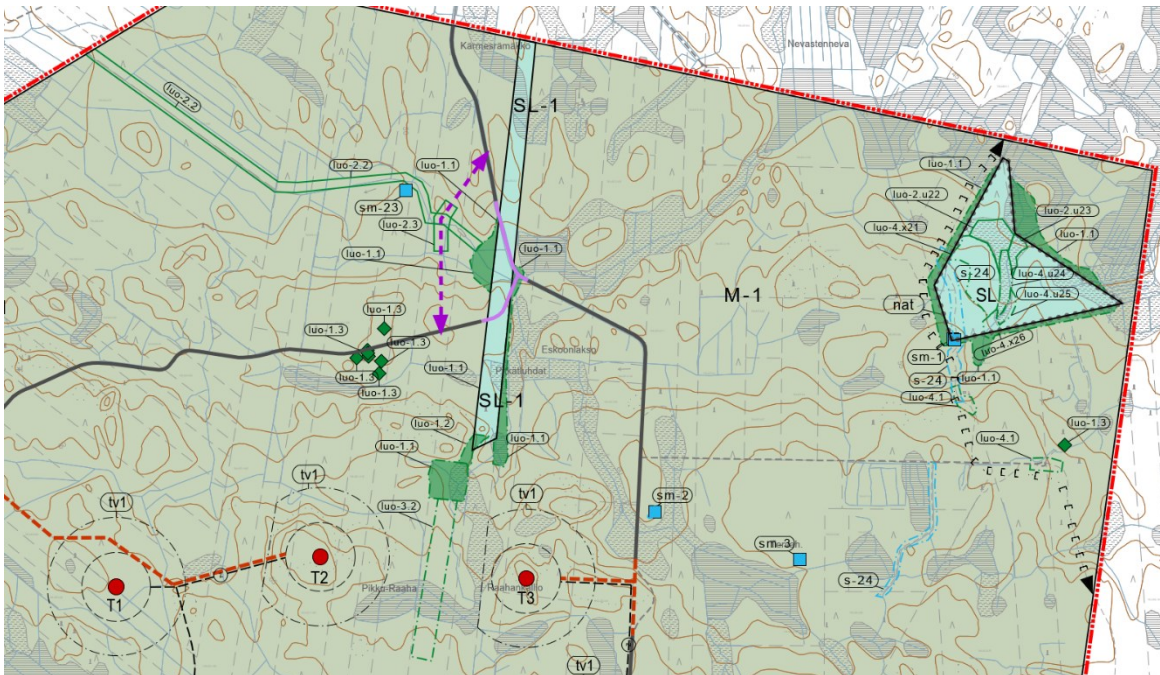 Karmesrämäkkö
Nevastenneva
luo-2.2
SL-1
luo-2.2
luo-1.1
luo-1.1
sm-23
luo-2.u22
luo-2.3
luo-2.u23
luo-1.1
luo-1.1
luo-4.x21
luo-1.1
s-24
luo-4.u24
SL
M-1
nat
luo-4.u25
luo-1.3
luo-1.3
luo-1.3
Eskoonlakso
luo-4.x26
sm-1
luo-1.3
luo-1.1
s-24
luo-1.1
luo-1.3
SL-1
luo-4.1
luo-1.2
luo-1.3
luo-1.1
luo-1.1
luo-4.1
tv1
tv1
tv1
sm-2
luo-3.2
sm-3
T2
s-24
T1
Pikku-Raaha
T3
tv1